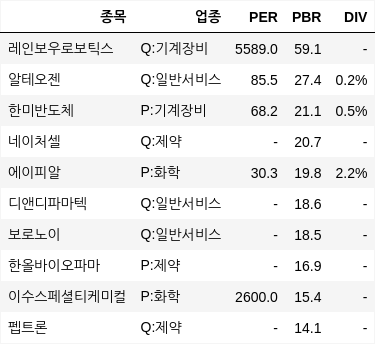 종목 업종 PER PBR DIV
레인보우로보틱스 Q:기계장비 5589.0 59.1 -
알테오젠 Q:일반서비스 85.5 27.4 0.2%
한미반도체 P:기계장비 68.2 21.1 0.5%
네이처셀 Q:제약 - 20.7 -
에이피알 P:화학 30.3 19.8 2.2%
디앤디파마텍 Q:일반서비스 - 18.6 -
보로노이 Q:일반서비스 - 18.5 -
한올바이오파마 P:제약 - 16.9 -
이수스페셜티케미컬 P:화학 2600.0 15.4 -
펩트론 Q:제약 - 14.1 -